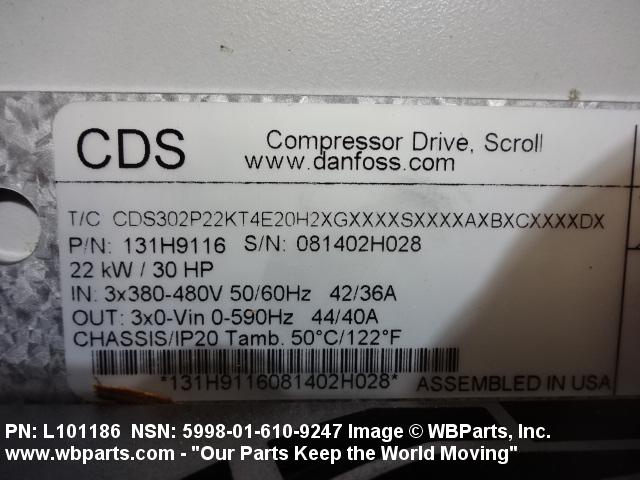 CDS Compressor Drive, Scroll
www.danfoss.com
T/C CDS302P22KT4E20H2XGXXXXSXXXXAXBXCXXXXDX
P/N: 131H9116 S/N: 081402H028
22 kW / 30 HP
IN: 3x380-480V 50/60Hz 42/36A
OUT: 3x0-Vin 0-590Hz 44/40A
CHASSIS/IP20 Tamb. 50°C/122°F
*131H9116081402H028* ASSEMBLED IN USA
PN: L101186 NSN: 5998-01-610-9247 Image © WBParts, Inc.
www.wbparts.com - "Our Parts Keep the World Moving"